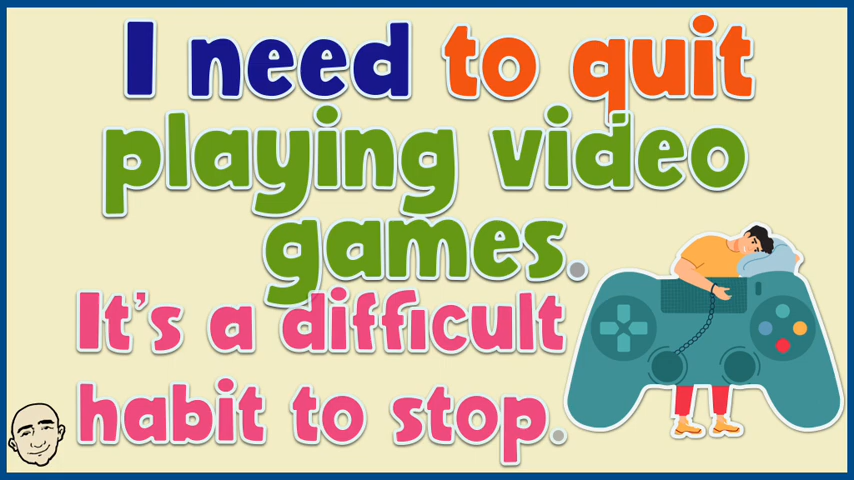 I need to quit
playing video
games.
It's a difficult
habit to stop.